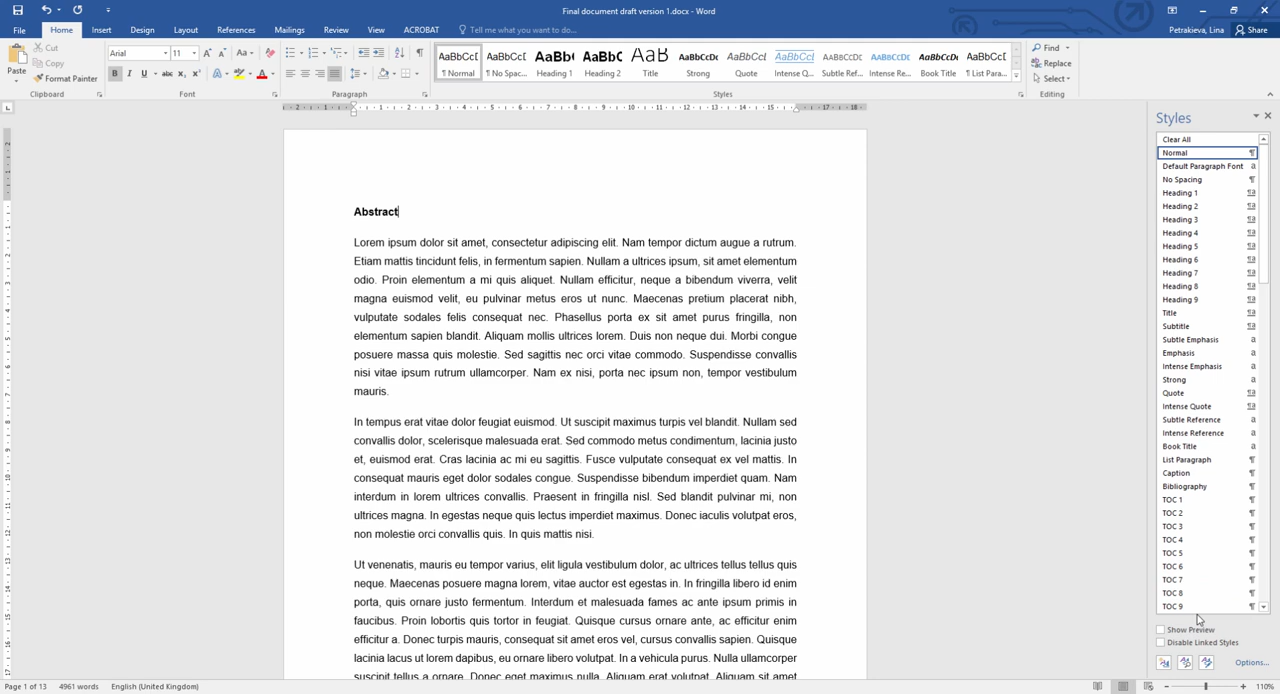 Final document draft version 1.docx - Word
File Home Insert Design Layout References Mailings Review View ACROBAT Tell me what you want to do... Petrakieva, Lina Share
Paste
Cut
Copy
Format Painter
Clipboard
Arial 11
Font
Paragraph
AaBbCcI AaBbCcI AaBbC AaBbC AaB AaBbCcDc AaBbCcI AaBbCcI AaBbCcDc AaBbCcDc AaBbCcDc AaBbCcI
¶ Normal ¶ No Spac... Heading 1 Heading 2 Title Strong Quote Intense Q... Subtle Ref... Intense Re... Book Title ¶ List Para...
Styles
Find
Replace
Select
Editing
Abstract
Lorem ipsum dolor sit amet, consectetur adipiscing elit. Nam tempor dictum augue a rutrum.
Etiam mattis tincidunt felis, in fermentum sapien. Nullam a ultrices ipsum, sit amet elementum
odio. Proin elementum a mi quis aliquet. Nullam efficitur, neque a bibendum viverra, velit
magna euismod velit, eu pulvinar metus eros ut nunc. Maecenas pretium placerat nibh,
vulputate sodales felis consequat nec. Phasellus porta ex sit amet purus fringilla, non
elementum sapien blandit. Aliquam mollis ultrices lorem. Duis non neque dui. Morbi congue
posuere massa quis molestie. Sed sagittis nec orci vitae commodo. Suspendisse convallis
nisi vitae ipsum rutrum ullamcorper. Nam ex nisi, porta nec ipsum non, tempor vestibulum
mauris.
In tempus erat vitae dolor feugiat euismod. Ut suscipit maximus turpis vel blandit. Nullam sed
convallis dolor, scelerisque malesuada erat. Sed commodo metus condimentum, lacinia justo
et, euismod erat. Cras luctus ac mi eu sagittis. Fusce vulputate consequat ex vel mattis. In
consequat mauris eget dolor sodales congue. Suspendisse bibendum imperdiet quam. Nam
interdum in lorem ultrices convallis. Praesent in fringilla nisl. Sed blandit pulvinar mi, non
ultrices magna. In egestas neque quis lectus imperdiet maximus. Donec iaculis volutpat eros,
non molestie orci convallis quis. In quis mattis nisi.
Ut venenatis, mauris eu tempor varius, elit ligula vestibulum dolor, ac ultrices tellus tellus quis
neque. Maecenas posuere magna lorem, vitae auctor est egestas in. In fringilla libero id enim
porta, quis ornare justo fermentum. Interdum et malesuada fames ac ante ipsum primis in
faucibus. Proin lobortis quis tortor in feugiat. Quisque cursus ornare ante, ac efficitur enim
efficitur a. Donec turpis mauris, consequat sit amet eros vel, cursus convallis sapien. Quisque
lacinia lacus ut lorem dapibus, eu ornare libero volutpat. In a vehicula purus. Nulla ullamcorper
suscipit tellus a ornare. Donec imperdiet nulla enim, volutpat
Styles
Clear All
Normal
Default Paragraph Font
No Spacing
Heading 1
Heading 2
Heading 3
Heading 4
Heading 5
Heading 6
Heading 7
Heading 8
Heading 9
Title
Subtitle
Subtle Emphasis
Emphasis
Intense Emphasis
Strong
Quote
Intense Quote
Subtle Reference
Intense Reference
Book Title
List Paragraph
Caption
Bibliography
TOC 1
TOC 2
TOC 3
TOC 4
TOC 5
TOC 6
TOC 7
TOC 8
TOC 9
Show Preview
Disable Linked Styles
Options...
Page 1 of 13 4961 words English (United Kingdom) 110%